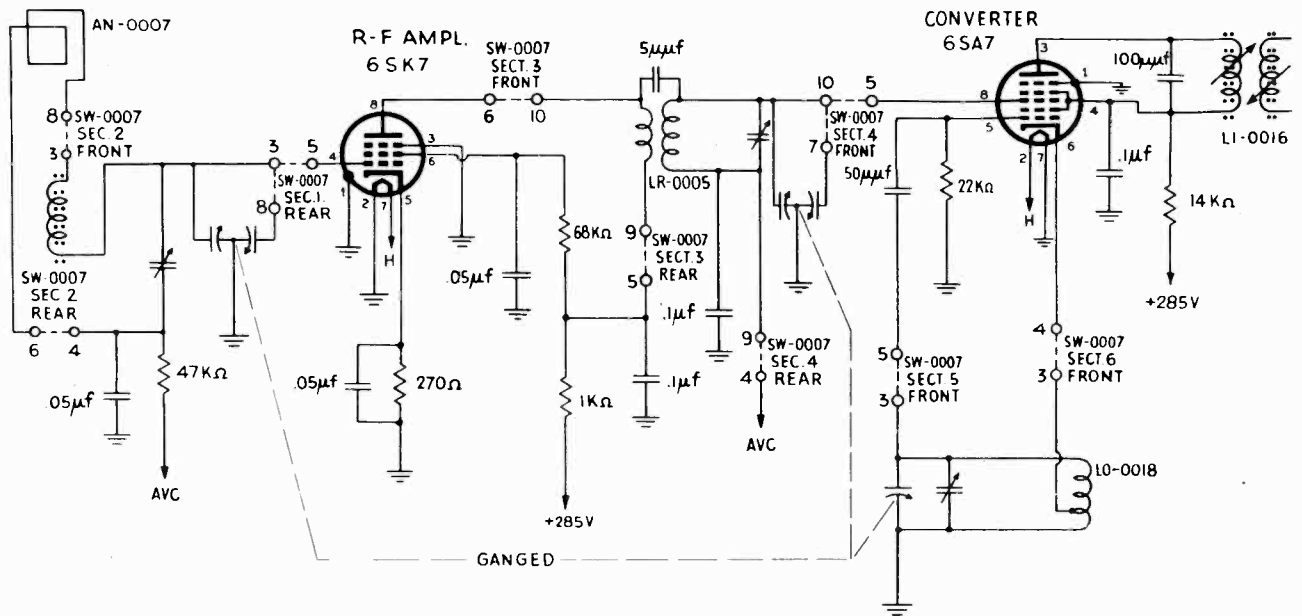 AN-0007
R-F AMPL.
6SK7
CONVERTER
6SA7
SW-0007
SECT. 3
FRONT
6
10
5µµf
10
5
100µµf
3
1
4
8
5
2
7
6
LI-0016
8
SW-0007
SEC. 2
FRONT
3
3
5
SW-0007
SEC. 1.
REAR
8
8
3
6
4
1
2
7
5
H
LR-0005
SW-0007
SECT. 4
FRONT
7
50µµf
22KΩ
H
.1µf
14KΩ
+285V
SW-0007
SEC. 2
REAR
6
4
47KΩ
.05µf
AVC
.05µf
270Ω
.05µf
68KΩ
9
SW-0007
SECT. 3
REAR
5
.1µf
1KΩ
.1µf
+285V
9
SW-0007
SEC. 4
REAR
4
AVC
5
SW-0007
SECT. 5
FRONT
3
4
SW-0007
SECT. 6
FRONT
3
LO-0018
GANGED